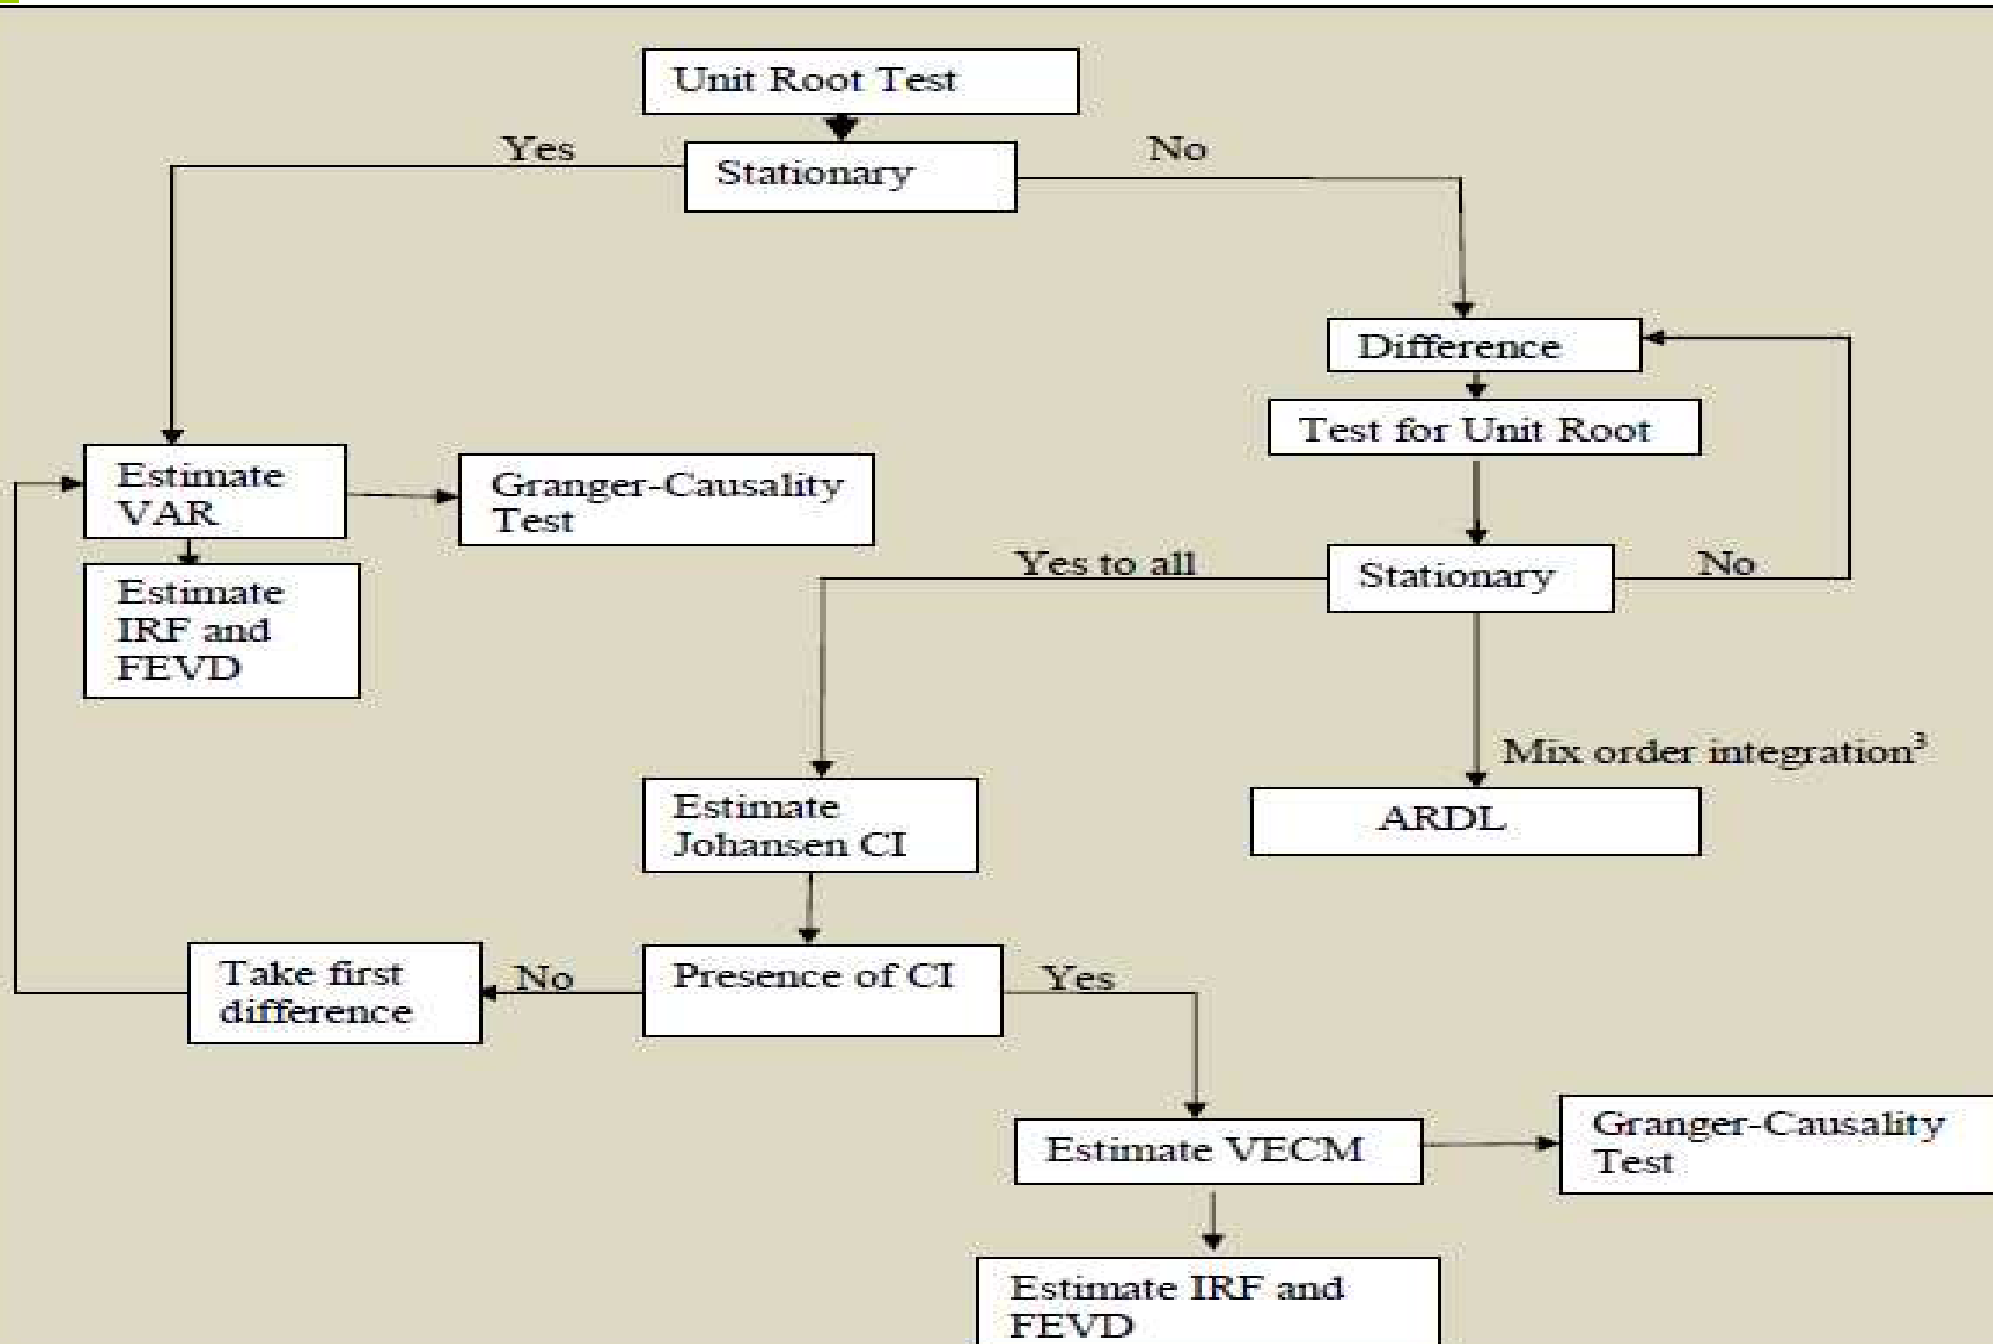 Unit Root Test
Yes
No
Stationary
Difference
Test for Unit Root
Estimate
VAR
Granger-Causality
Test
Yes to all
Stationary
No
Estimate
IRF and
FEVD
Mix order integration³
Estimate
Johansen CI
ARDL
Take first
difference
No
Presence of CI
Yes
Estimate VECM
Granger-Causality
Test
Estimate IRF and
FEVD